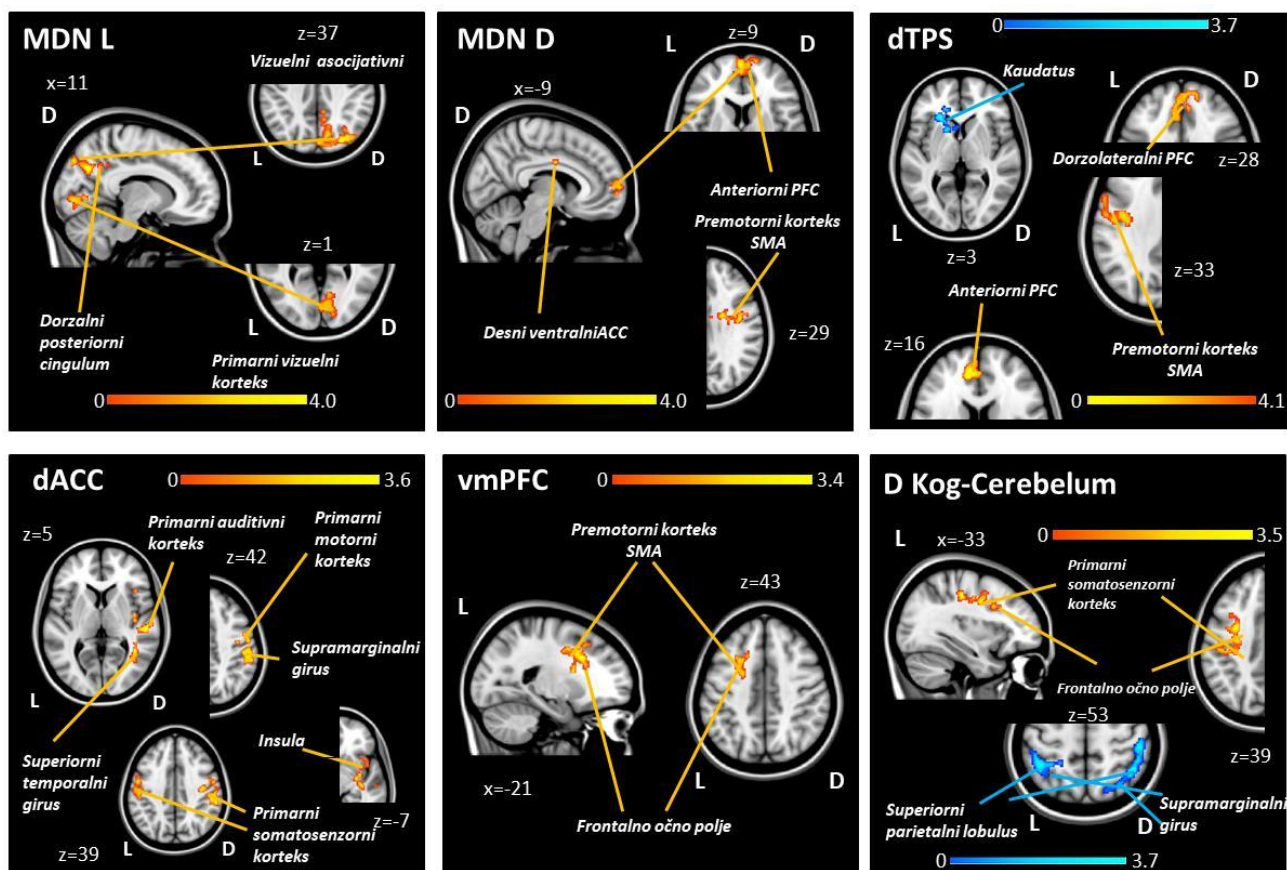 MDN L
z=37
Vizuelni asocijativni
x=11
D
L
D
z=1
L
D
Dorzalni
posteriorni
cingulum
Primarni vizuelni
korteks
0
4.0
MDN D
z=9
L
D
x=-9
D
Anteriorni PFC
Premotorni korteks
SMA
Desni ventralniACC
z=29
0
4.0
dTPS
0
3.7
Kaudatus
L
D
Dorzolateralni PFC
z=28
L
D
z=3
z=33
Anteriorni PFC
z=16
Premotorni korteks
SMA
0
4.1
dACC
0
3.6
z=5
Primarni auditivni
korteks
Primarni
motorni
korteks
z=42
Supramarginalni
girus
L
D
Insula
Superiorni
temporalni
girus
Primarni
somatosenzorni
korteks
z=-7
z=39
L
D
vmPFC
0
3.4
Premotorni korteks
SMA
z=43
L
x=-21
L
D
Frontalno očno polje
D Kog-Cerebelum
0
3.5
L
x=-33
Primarni
somatosenzorni
korteks
Frontalno očno polje
z=53
z=39
Superiorni
parietalni lobulus
L
D
Supramarginalni
girus
0
3.7